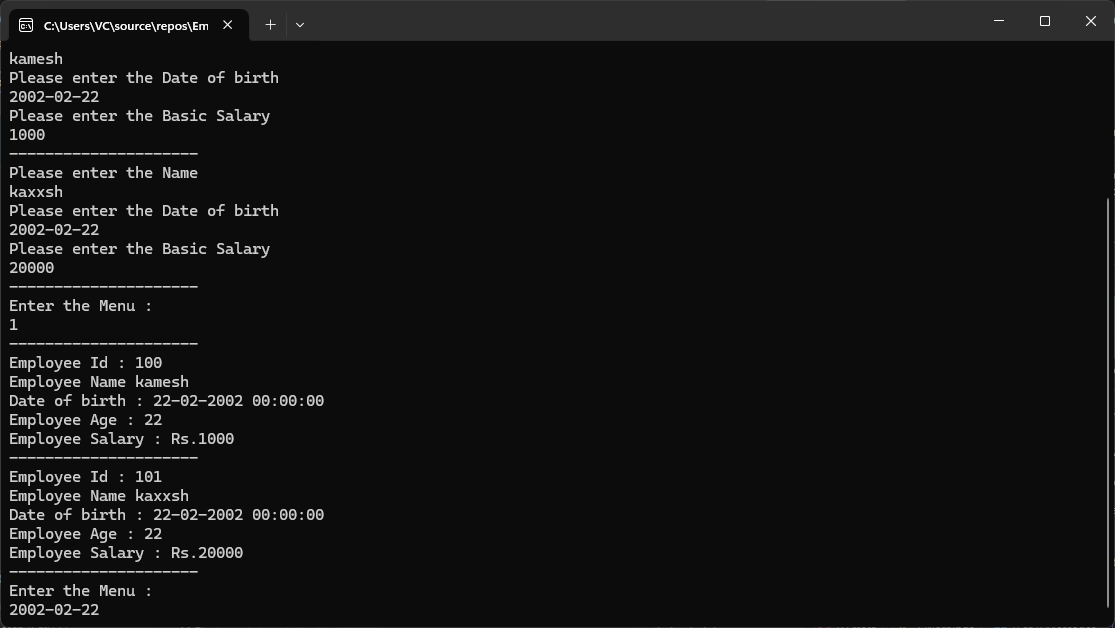 C:\Users\VC\source\repos\Em
kamesh
Please enter the Date of birth
2002-02-22
Please enter the Basic Salary
1000
---------------------
Please enter the Name
kaxxsh
Please enter the Date of birth
2002-02-22
Please enter the Basic Salary
20000
---------------------
Enter the Menu :
1
---------------------
Employee Id : 100
Employee Name kamesh
Date of birth : 22-02-2002 00:00:00
Employee Age : 22
Employee Salary : Rs.1000
---------------------
Employee Id : 101
Employee Name kaxxsh
Date of birth : 22-02-2002 00:00:00
Employee Age : 22
Employee Salary : Rs.20000
---------------------
Enter the Menu :
2002-02-22